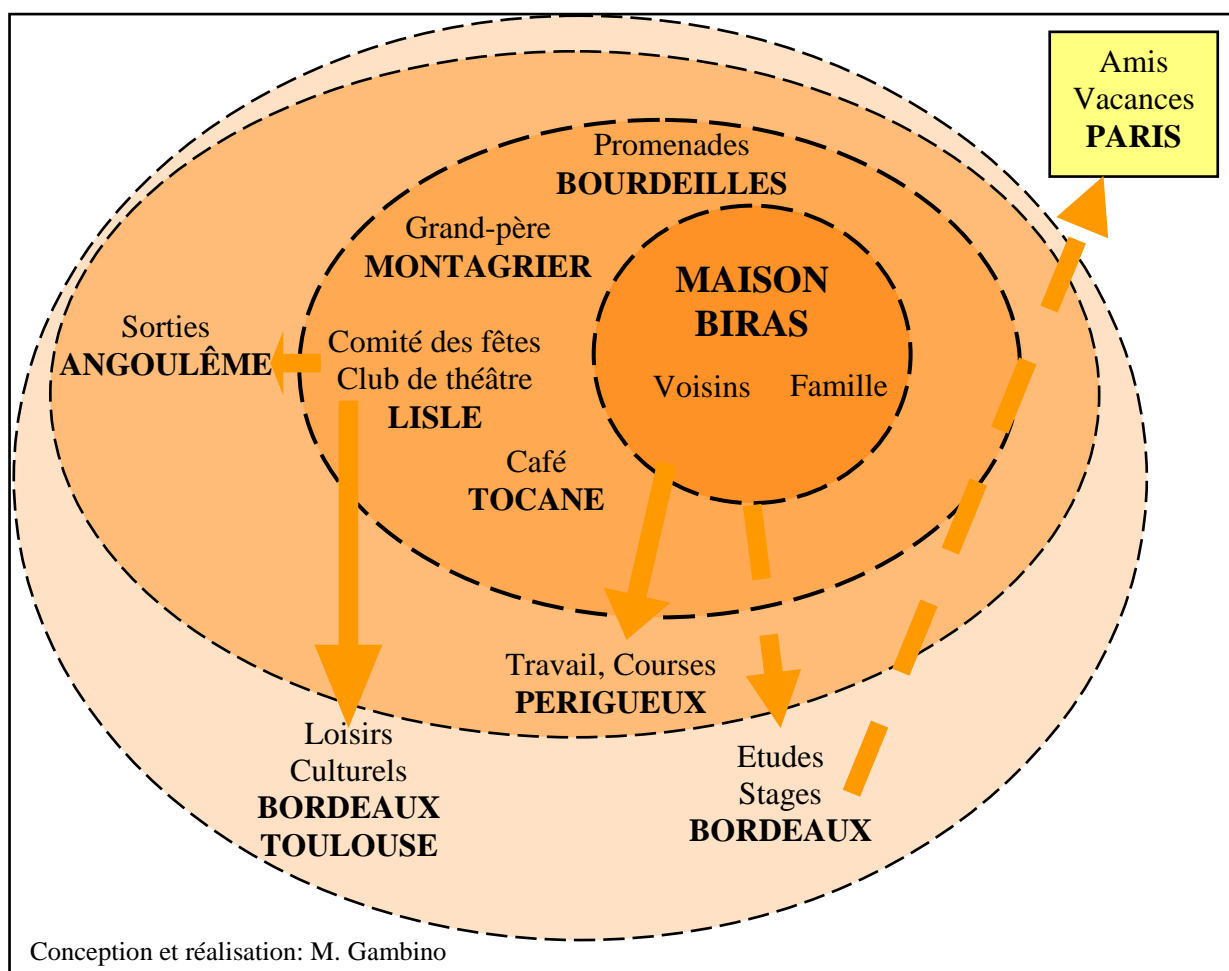 Amis
Vacances
PARIS
Promenades
BOURDEILLES
Grand-père
MONTAGRIER
MAISON
BIRAS
Voisins Famille
Sorties
ANGOULÊME
Comité des fêtes
Club de théâtre
LISLE
Café
TOCANE
Travail, Courses
PERIGUEUX
Loisirs
Culturels
BORDEAUX
TOULOUSE
Etudes
Stages
BORDEAUX
Conception et réalisation: M. Gambino